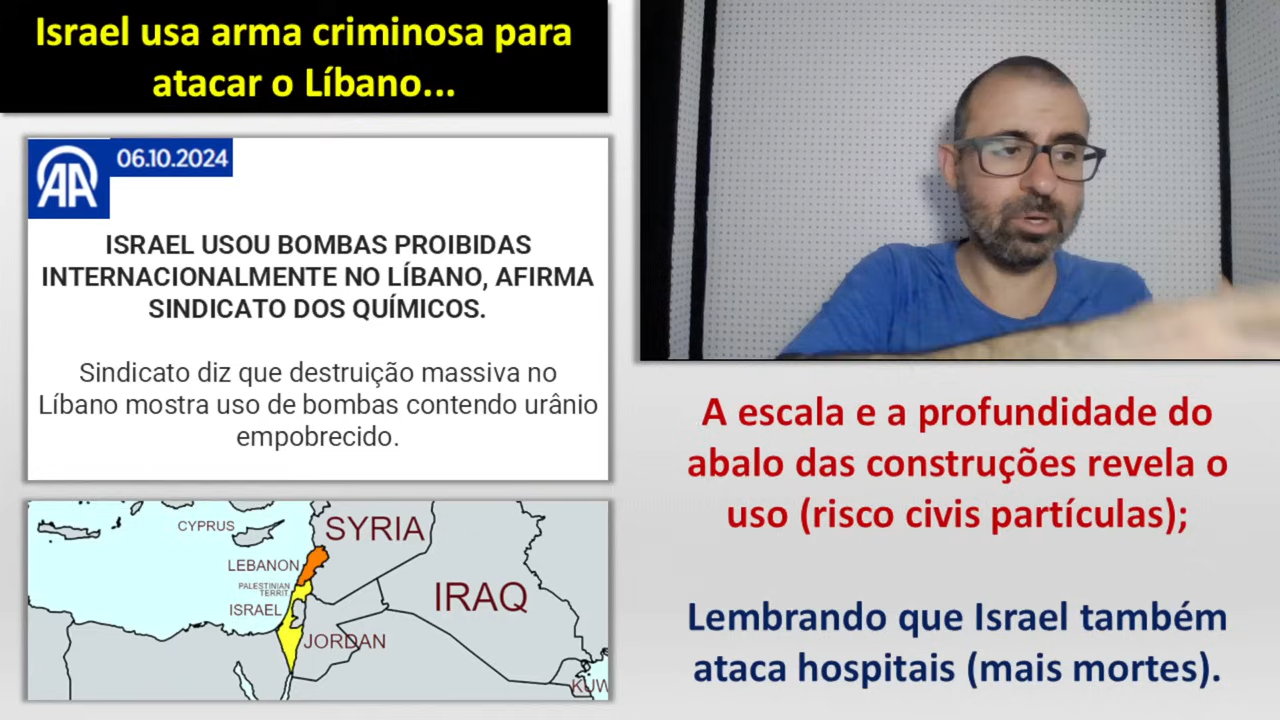 Israel usa arma criminosa para
atacar o Líbano...
AA
06.10.2024
ISRAEL USOU BOMBAS PROIBIDAS
INTERNACIONALMENTE NO LÍBANO, AFIRMA
SINDICATO DOS QUÍMICOS.
Sindicato diz que destruição massiva no
Líbano mostra uso de bombas contendo urânio
empobrecido.
CYPRUS
SYRIA
LEBANON
PALESTINIAN
TERRIT.
ISRAEL
IRAQ
JORDAN
KUW
A escala e a profundidade do
abalo das construções revela o
uso (risco civis partículas);
Lembrando que Israel também
ataca hospitais (mais mortes).